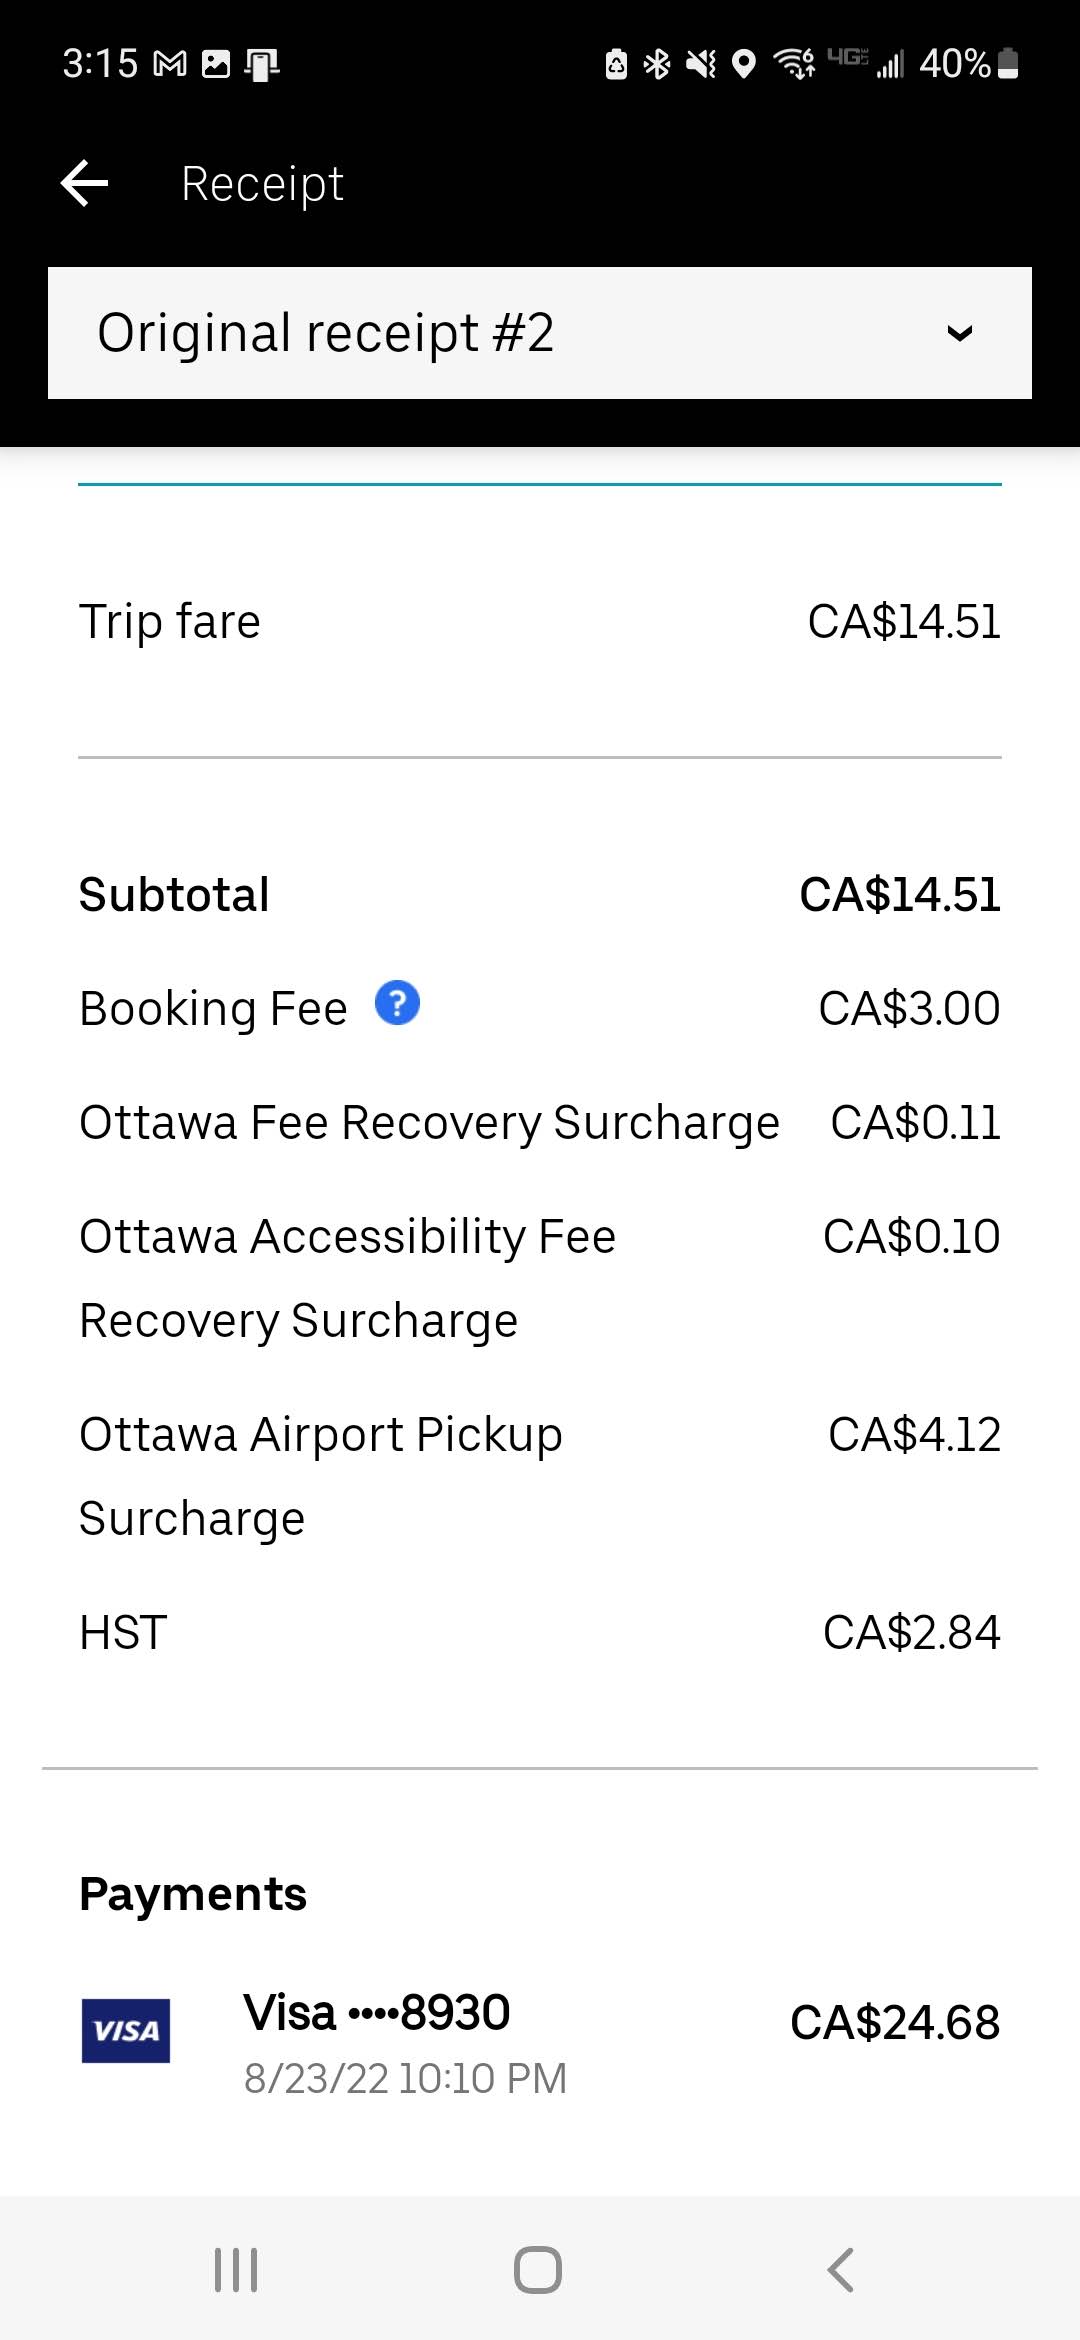 3:15 4GE 40%
Receipt
Original receipt #2
Trip fare CA$14.51
Subtotal CA$14.51
Booking Fee ? CA$3.00
Ottawa Fee Recovery Surcharge CA$0.11
Ottawa Accessibility Fee CA$0.10
Recovery Surcharge
Ottawa Airport Pickup CA$4.12
Surcharge
HST CA$2.84
Payments
VISA Visa ••••8930 CA$24.68
8/23/22 10:10 PM